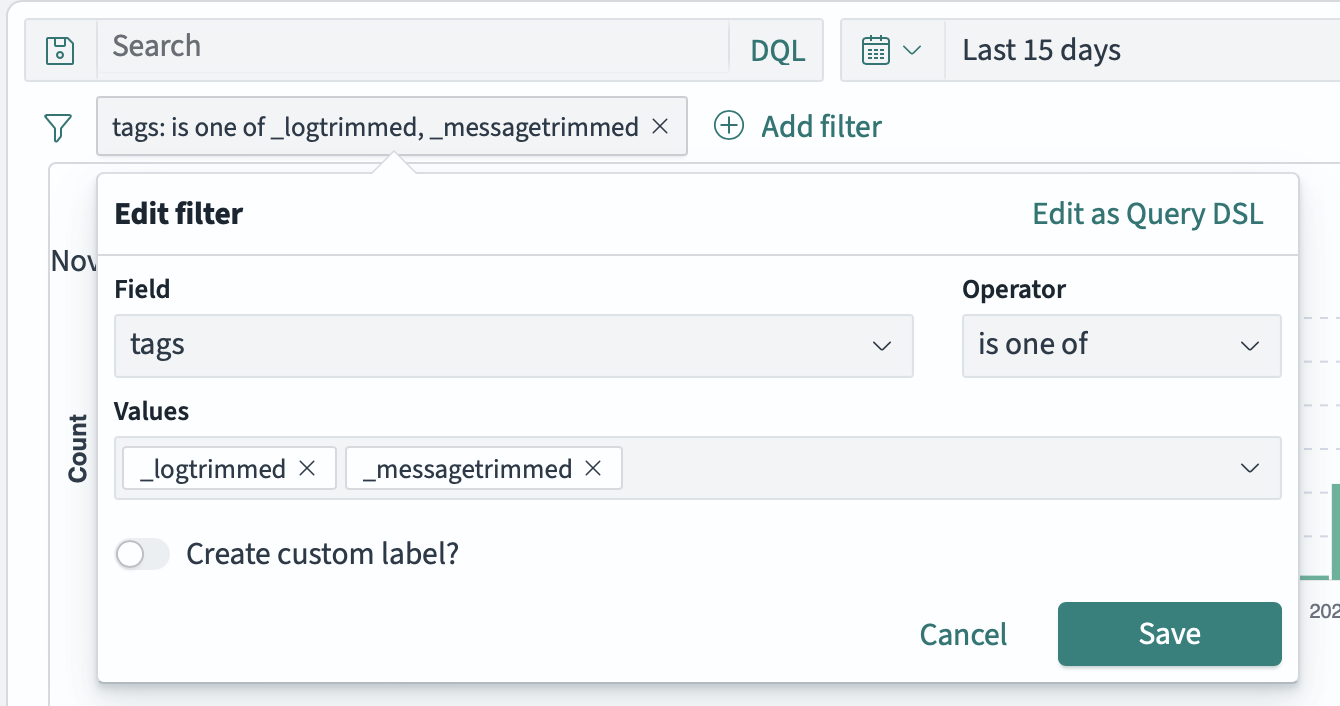 Search DQL Last 15 days
tags: is one of _logtrimmed, _messagetrimmed Add filter
Edit filter Edit as Query DSL
Nov
Field Operator
tags is one of
Values
_logtrimmed _messagetrimmed
Count
Create custom label?
202
Cancel Save